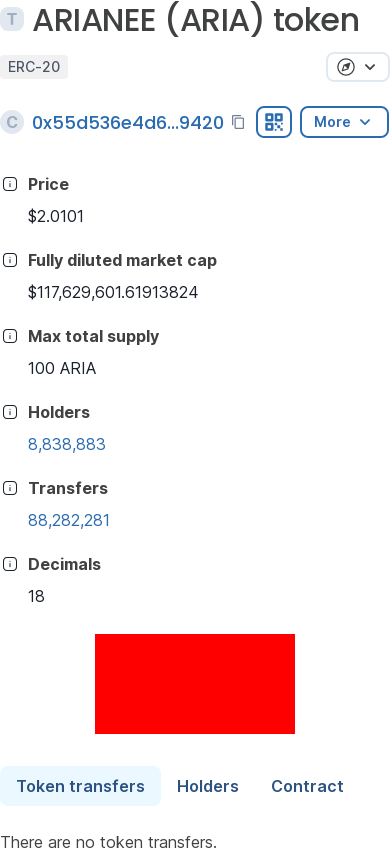 T ARIANEE (ARIA) token
ERC-20
C 0x55d536e4d6...9420 More
Price
$2.0101
Fully diluted market cap
$117,629,601.61913824
Max total supply
100 ARIA
Holders
8,838,883
Transfers
88,282,281
Decimals
18
Token transfers Holders Contract
There are no token transfers.